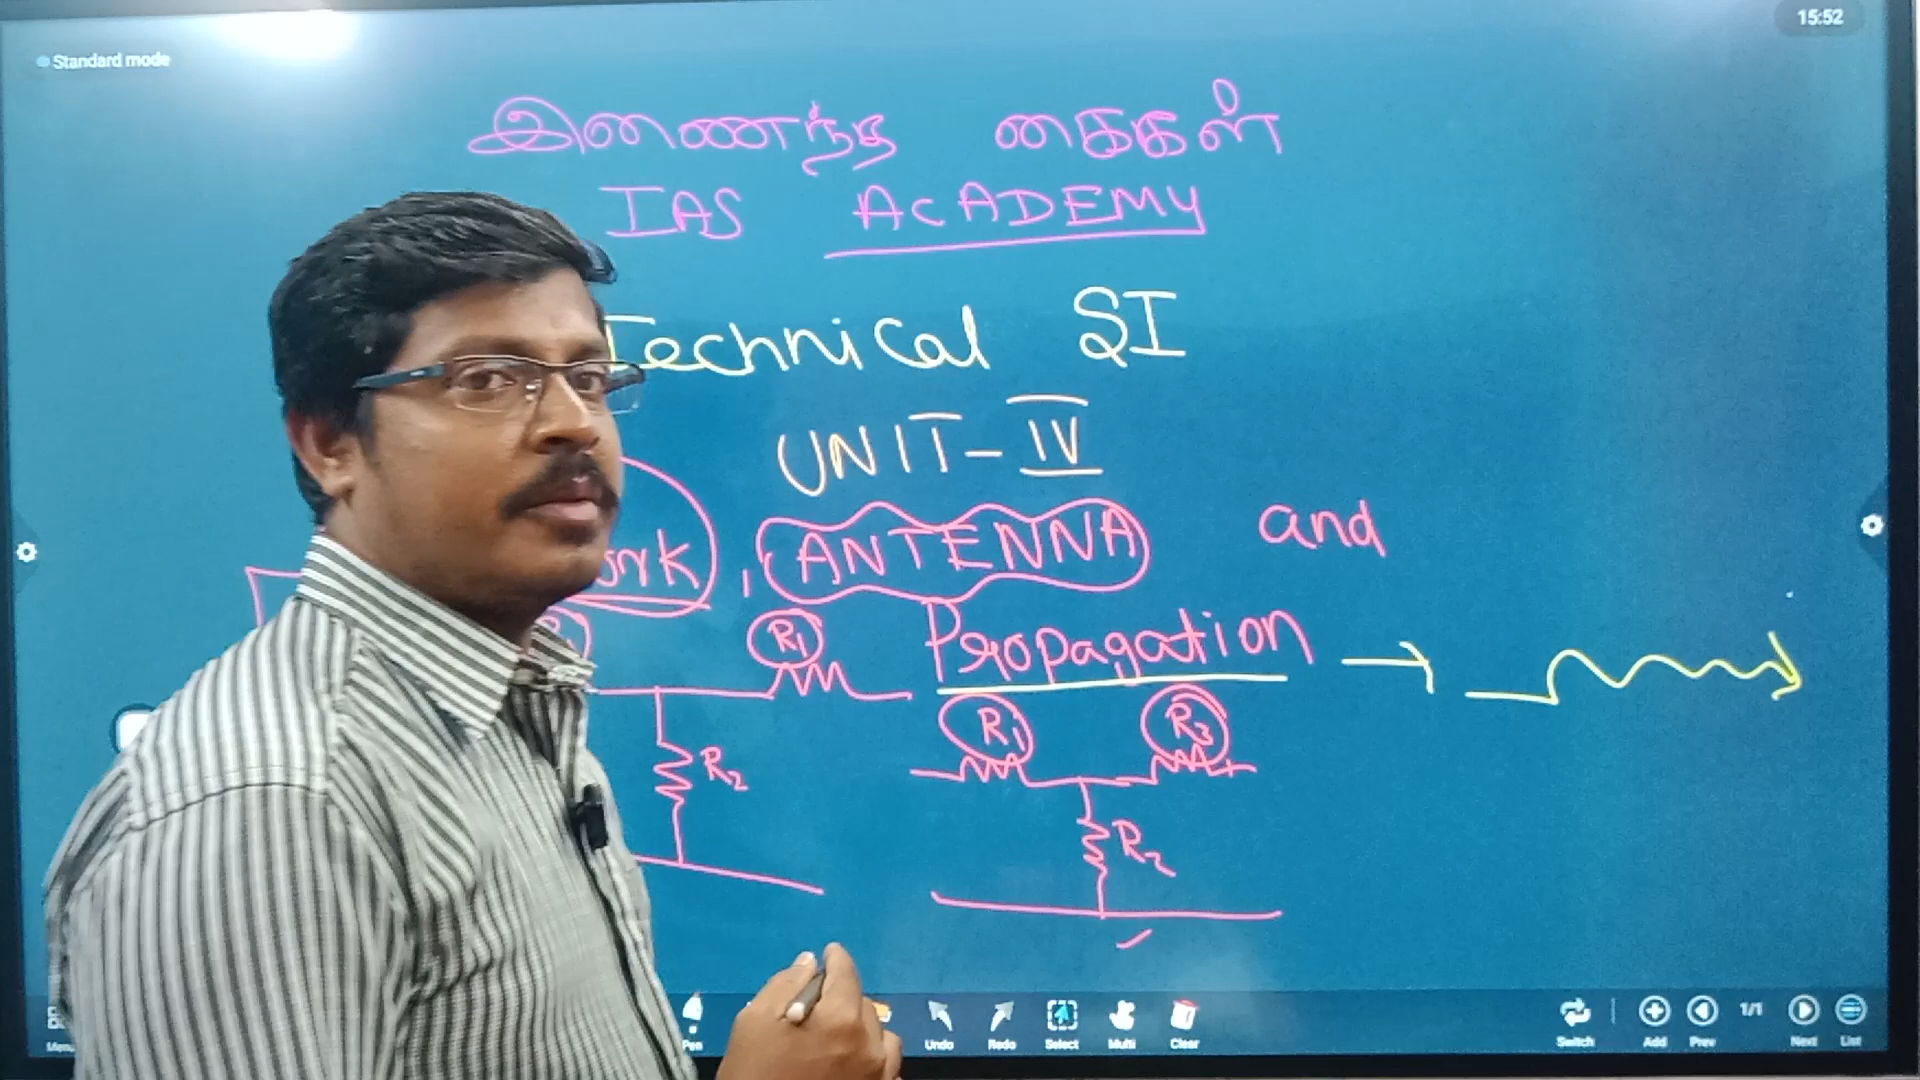 15:52
Standard mode
இணைந்த கைகள்
IAS ACADEMY
Technical SI
UNIT-IV
, ANTENNA and
Propagation →
R1
R2
R1 R3
R2
Pen Undo Redo Select Multi Clear Switch Add Prev 1/1 Next List